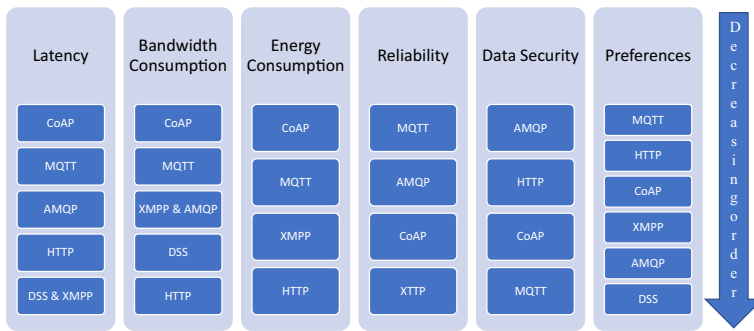 Latency
CoAP
MQTT
AMQP
HTTP
DSS & XMPP
Bandwidth
Consumption
CoAP
MQTT
XMPP & AMQP
DSS
HTTP
Energy
Consumption
CoAP
MQTT
XMPP
HTTP
Reliability
MQTT
AMQP
CoAP
XTTP
Data Security
AMQP
HTTP
CoAP
MQTT
Preferences
MQTT
HTTP
CoAP
XMPP
AMQP
DSS
Decreasingorder